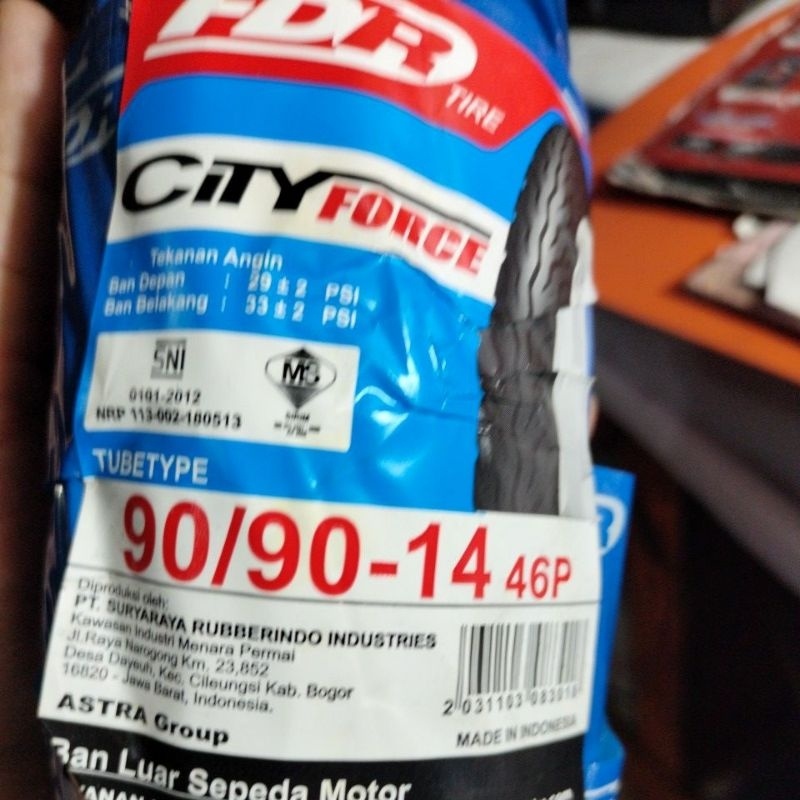 FDR
TIRE
CITY FORCE
Tekanan Angin
Ban Depan : 29 ± 2 PSI
Ban Belakang : 33 ± 2 PSI
SNI
0101-2012
NRP 113-002-180513
MS
TUBETYPE
90/90-14 46P
Diproduksi oleh:
PT. SURYARAYA RUBBERINDO INDUSTRIES
Kawasan Industri Menara Permai
Jl.Raya Narogong Km. 23,852
Desa Dayeuh, Kec. Cileungsi Kab. Bogor
16820 - Jawa Barat, Indonesia.
ASTRA Group
MADE IN INDONESIA
Ban Luar Sepeda Motor